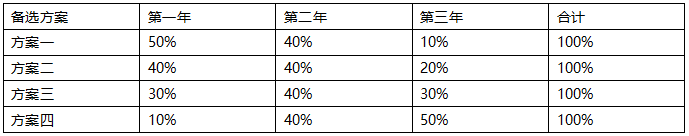 备选方案 第一年 第二年 第三年 合计
方案一 50% 40% 10% 100%
方案二 40% 40% 20% 100%
方案三 30% 40% 30% 100%
方案四 10% 40% 50% 100%